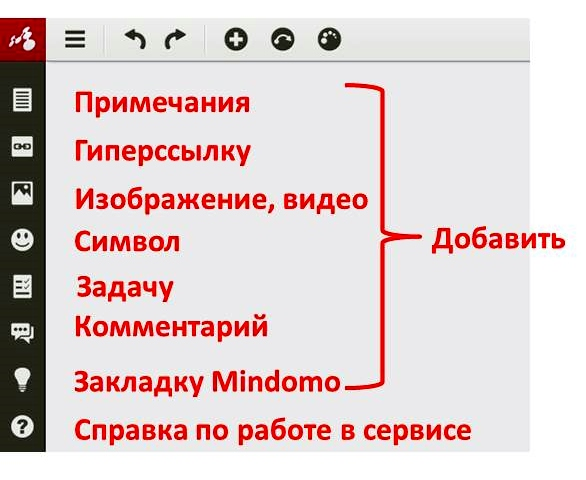 Примечания
Гиперссылку
Изображение, видео
Символ
Добавить
Задачу
Комментарий
Закладку Mindomo
Справка по работе в сервисе